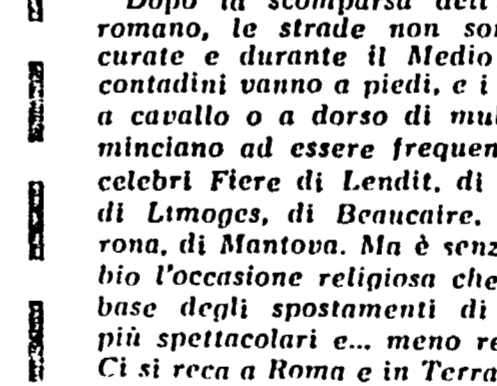 Dopo la scomparsa dell'
romano, le strade non son
curate e durante il Medio
contadini vanno a piedi, e i
a cavallo o a dorso di mul
minciano ad essere frequen
celebri Fiere di Lendit, di
di Limoges, di Beaucaire,
rona, di Mantova. Ma è senz
bio l'occasione religiosa che
base degli spostamenti di
più spettacolari e... meno re
Ci si reca a Roma e in Terra